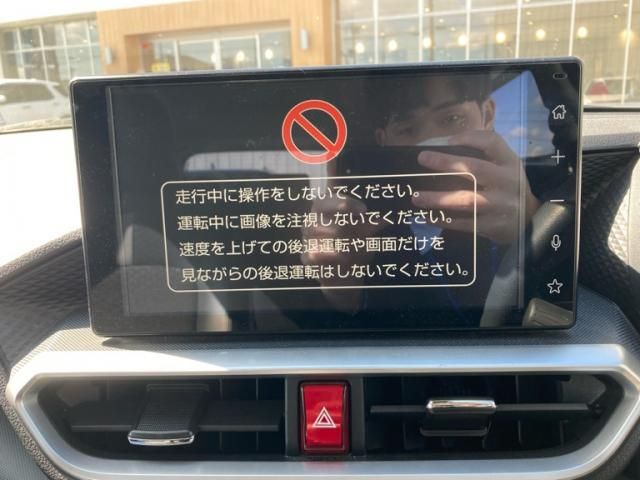 走行中に操作をしないでください。
運転中に画像を注視しないでください。
速度を上げての後退運転や画面だけを
見ながらの後退運転はしないでください。